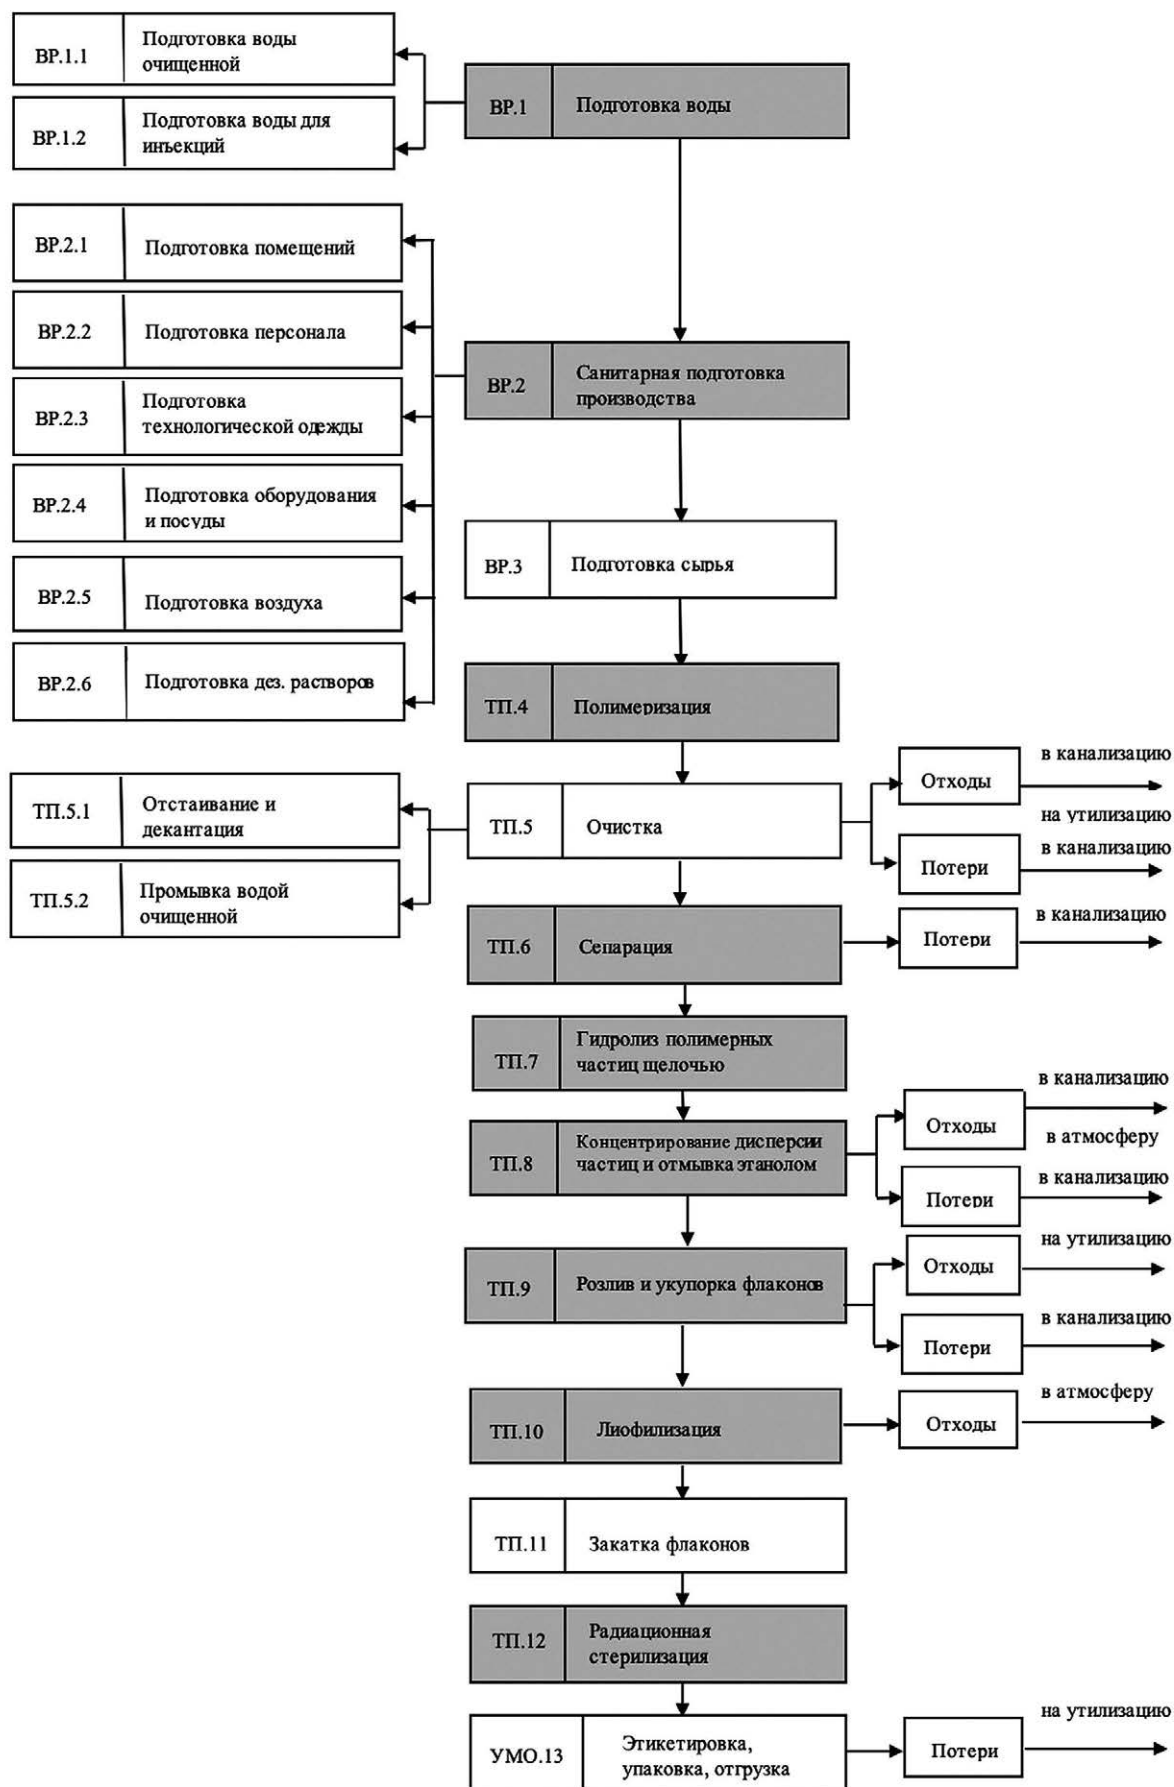 ВР.1.1
Подготовка воды
очищенной
ВР.1.2
Подготовка воды для
инъекций
ВР.1
Подготовка воды
ВР.2.1
Подготовка помещений
ВР.2.2
Подготовка персонала
ВР.2.3
Подготовка
технологической одежды
ВР.2.4
Подготовка оборудования
и посуды
ВР.2.5
Подготовка воздуха
ВР.2.6
Подготовка дез. растворов
ВР.2
Санитарная подготовка
производства
ВР.3
Подготовка сырья
ТП.4
Полимеризация
ТП.5.1
Отстаивание и
декантация
ТП.5.2
Промывка водой
очищенной
ТП.5
Очистка
Отходы
в канализацию
на утилизацию
Потери
в канализацию
ТП.6
Сепарация
Потери
в канализацию
ТП.7
Гидролиз полимерных
частиц щелочью
ТП.8
Концентрирование дисперсии
частиц и отмывка этанолом
Отходы
в канализацию
в атмосферу
Потери
в канализацию
ТП.9
Розлив и укупорка флаконов
Отходы
на утилизацию
Потери
в канализацию
ТП.10
Лиофилизация
Отходы
в атмосферу
ТП.11
Закатка флаконов
ТП.12
Радиационная
стерилизация
УМО.13
Этикетировка,
упаковка, отгрузка
Потери
на утилизацию